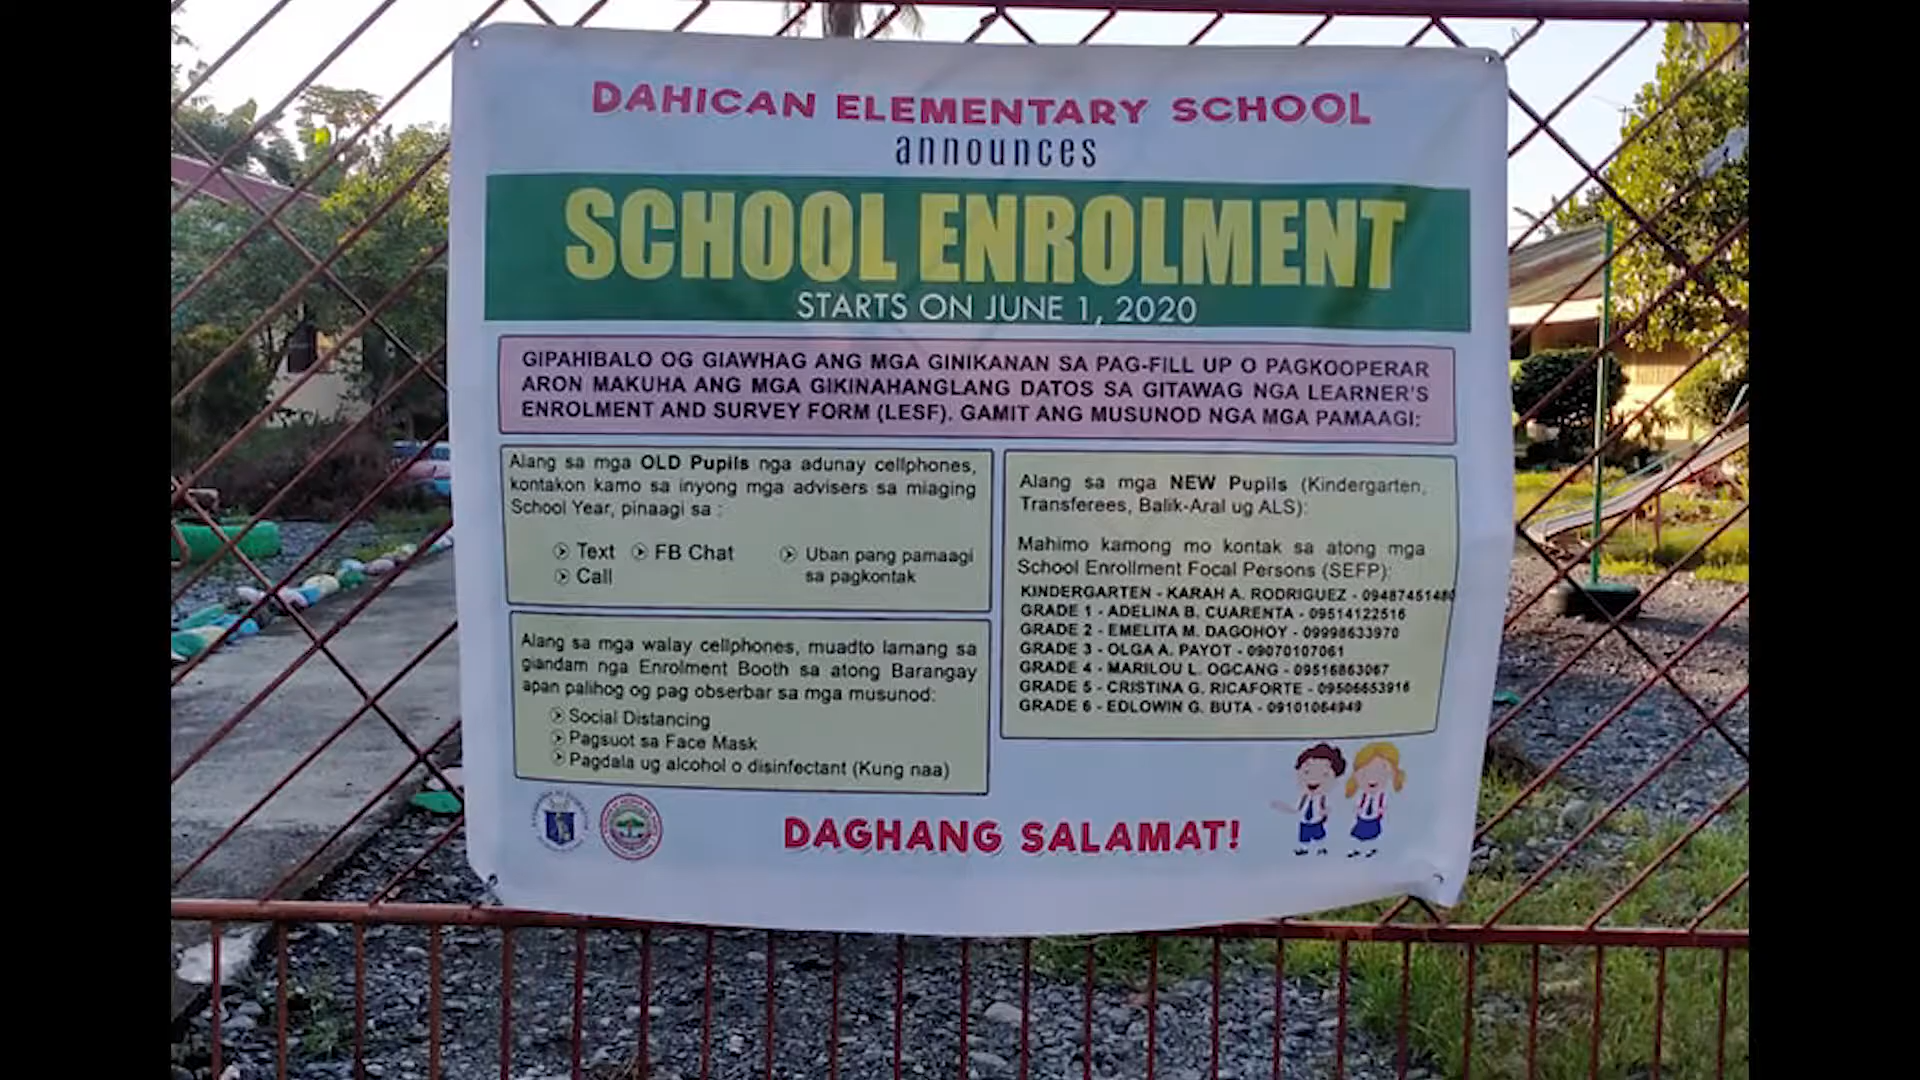 DAHICAN ELEMENTARY SCHOOL
announces
SCHOOL ENROLMENT
STARTS ON JUNE 1, 2020
GIPAHIBALO OG GIAWHAG ANG MGA GINIKANAN SA PAG-FILL UP O PAGKOOPERAR
ARON MAKUHA ANG MGA GIKINAHANGLANG DATOS SA GITAWAG NGA LEARNER'S
ENROLMENT AND SURVEY FORM (LESF). GAMIT ANG MUSUNOD NGA MGA PAMAAGI:
Alang sa mga OLD Pupils nga adunay cellphones,
kontakon kamo sa inyong mga advisers sa miaging
School Year, pinaagi sa :
Text
FB Chat
Call
Uban pang pamaagi
sa pagkontak
Alang sa mga walay cellphones, muadto lamang sa
giandam nga Enrolment Booth sa atong Barangay
apan palihog og pag obserbar sa mga musunod:
Social Distancing
Pagsuot sa Face Mask
Pagdala ug alcohol o disinfectant (Kung naa)
Alang sa mga NEW Pupils (Kindergarten,
Transferees, Balik-Aral ug ALS):
Mahimo kamong mo kontak sa atong mga
School Enrollment Focal Persons (SEFP):
KINDERGARTEN - KARAH A. RODRIGUEZ - 09487451480
GRADE 1 - ADELINA B. CUARENTA - 09514122516
GRADE 2 - EMELITA M. DAGOHOY - 09998633970
GRADE 3 - OLGA A. PAYOT - 09070107061
GRADE 4 - MARILOU L. OGCANG - 09516863067
GRADE 5 - CRISTINA G. RICAFORTE - 09506653916
GRADE 6 - EDLOWIN G. BUTA - 09101064949
DAGHANG SALAMAT!